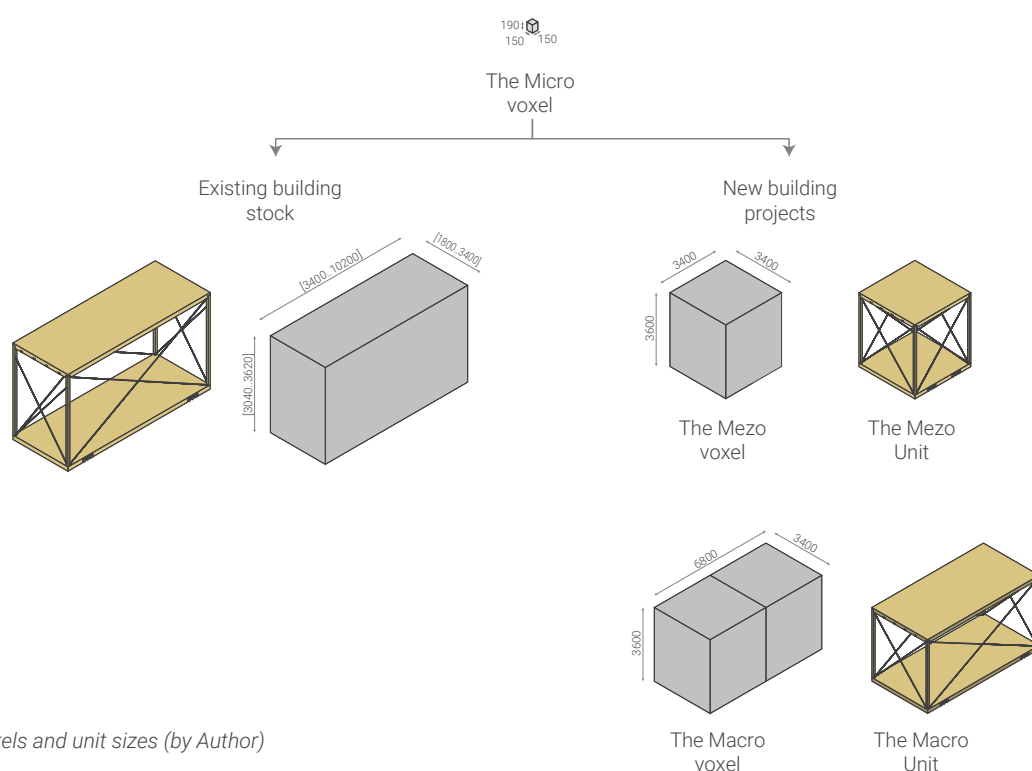 190
150 150
The Micro
voxel
Existing building
stock
New building
projects
[3400..10200]
[1800..3400]
[3040..3620]
3400
3400
3600
The Mezo
voxel
The Mezo
Unit
6800
3400
3600
The Macro
voxel
The Macro
Unit
els and unit sizes (by Author)